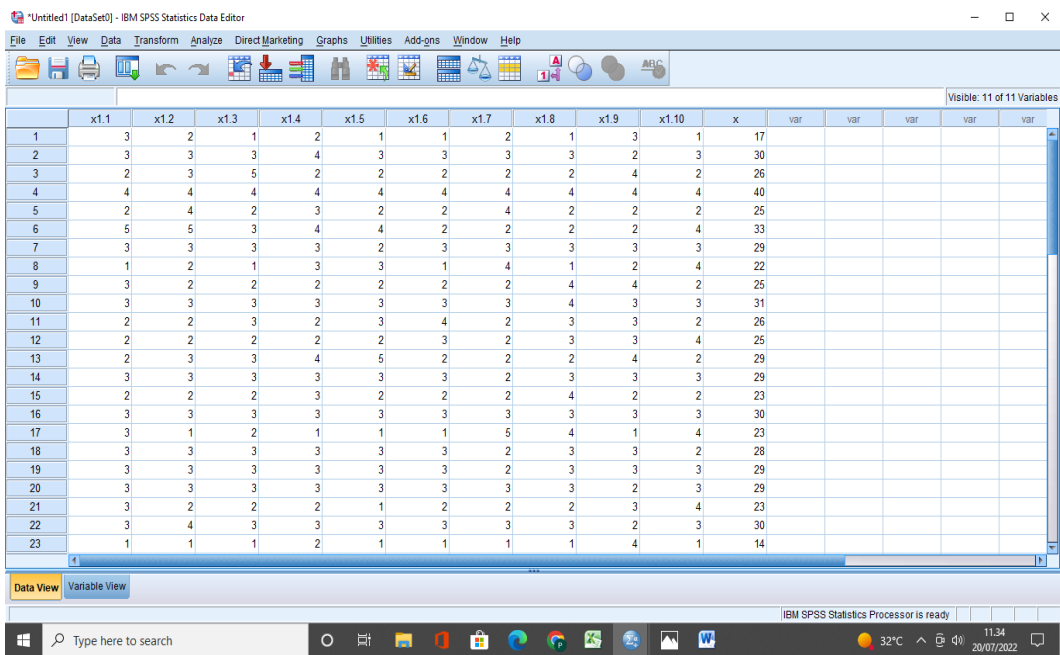 *Untitled1 [DataSet0] - IBM SPSS Statistics Data Editor
File Edit View Data Transform Analyze Direct Marketing Graphs Utilities Add-ons Window Help
Visible: 11 of 11 Variables
x1.1 x1.2 x1.3 x1.4 x1.5 x1.6 x1.7 x1.8 x1.9 x1.10 x var var var var var
1 3 2 1 2 1 1 2 1 3 1 17
2 3 3 3 4 3 3 3 3 2 3 30
3 2 3 5 2 2 2 2 2 4 2 26
4 4 4 4 4 4 4 4 4 4 4 40
5 2 4 2 3 2 2 4 2 2 2 25
6 5 5 3 4 4 2 2 2 2 4 33
7 3 3 3 3 2 3 3 3 3 3 29
8 1 2 1 3 3 1 4 1 2 4 22
9 3 2 2 2 2 2 2 4 4 2 25
10 3 3 3 3 3 3 3 4 3 3 31
11 2 2 3 2 3 4 2 3 3 2 26
12 2 2 2 2 2 3 2 3 3 4 25
13 2 3 3 4 5 2 2 2 4 2 29
14 3 3 3 3 3 3 2 3 3 3 29
15 2 2 2 3 2 2 2 4 2 2 23
16 3 3 3 3 3 3 3 3 3 3 30
17 3 1 2 1 1 1 5 4 1 4 23
18 3 3 3 3 3 3 2 3 3 2 28
19 3 3 3 3 3 3 2 3 3 3 29
20 3 3 3 3 3 3 3 3 2 3 29
21 3 2 2 2 1 2 2 2 3 4 23
22 3 4 3 3 3 3 3 3 2 3 30
23 1 1 1 2 1 1 1 1 4 1 14
Data View Variable View
IBM SPSS Statistics Processor is ready
Type here to search
32°C 11.34
20/07/2022